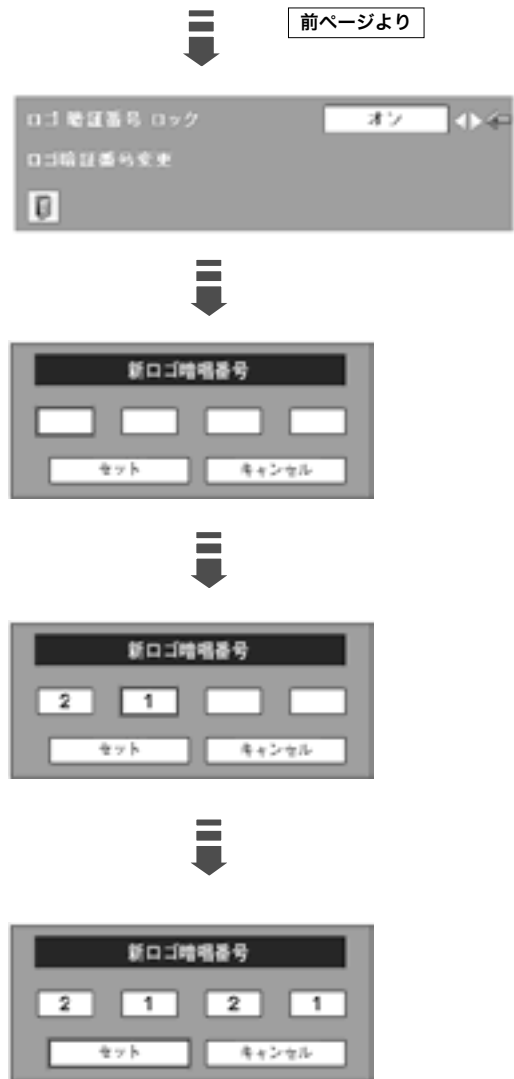 前ページより
ロゴ 暗証番号 ロック オン
ロゴ暗証番号変更
新ロゴ暗唱番号
セット キャンセル
新ロゴ暗唱番号
2 1
セット キャンセル
新ロゴ暗唱番号
2 1 2 1
セット キャンセル